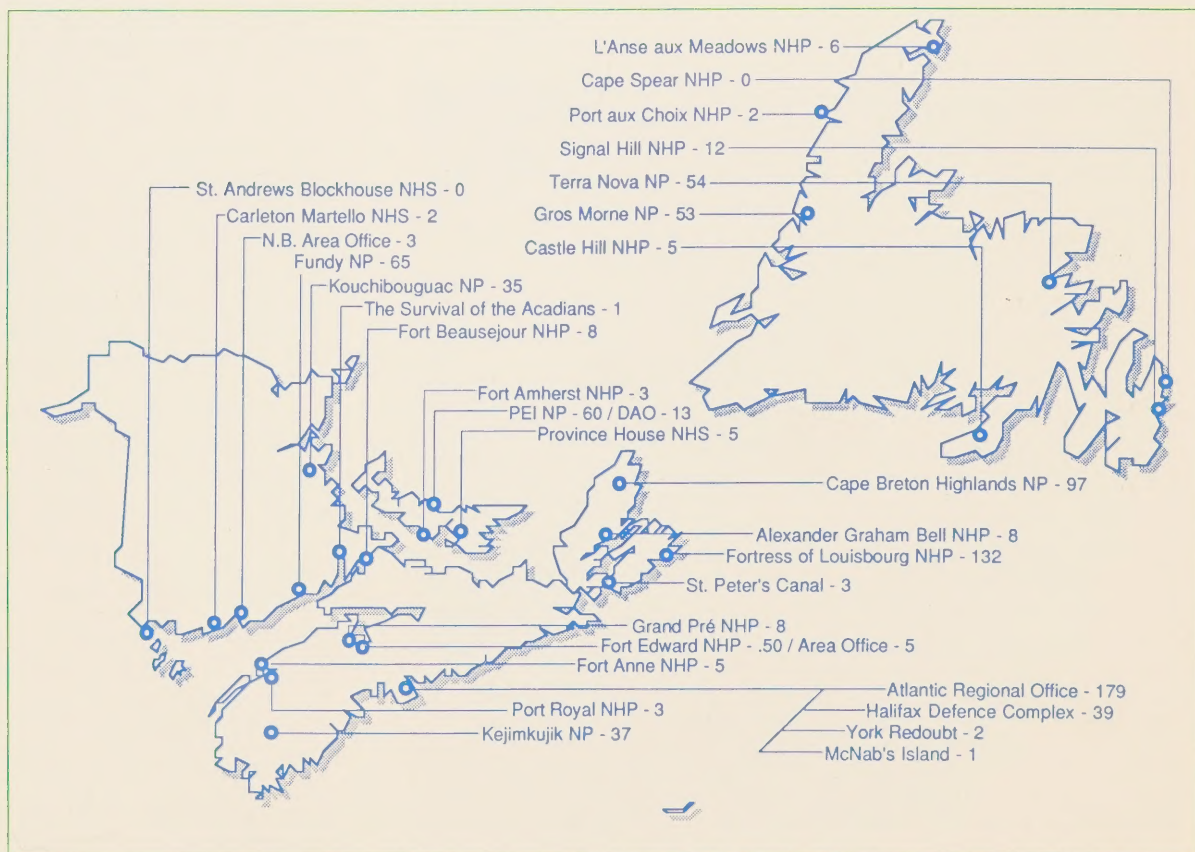 L'Anse aux Meadows NHP - 6
Cape Spear NHP - 0
Port aux Choix NHP - 2
Signal Hill NHP - 12
Terra Nova NP - 54
Gros Morne NP - 53
Castle Hill NHP - 5
St. Andrews Blockhouse NHS - 0
Carleton Martello NHS - 2
N.B. Area Office - 3
Fundy NP - 65
Kouchibouguac NP - 35
The Survival of the Acadians - 1
Fort Beausejour NHP - 8
Fort Amherst NHP - 3
PEI NP - 60 / DAO - 13
Province House NHS - 5
Cape Breton Highlands NP - 97
Alexander Graham Bell NHP - 8
Fortress of Louisbourg NHP - 132
St. Peter's Canal - 3
Grand Pré NHP - 8
Fort Edward NHP - .50 / Area Office - 5
Fort Anne NHP - 5
Port Royal NHP - 3
Kejimkujik NP - 37
Atlantic Regional Office - 179
Halifax Defence Complex - 39
York Redoubt - 2
McNab's Island - 1